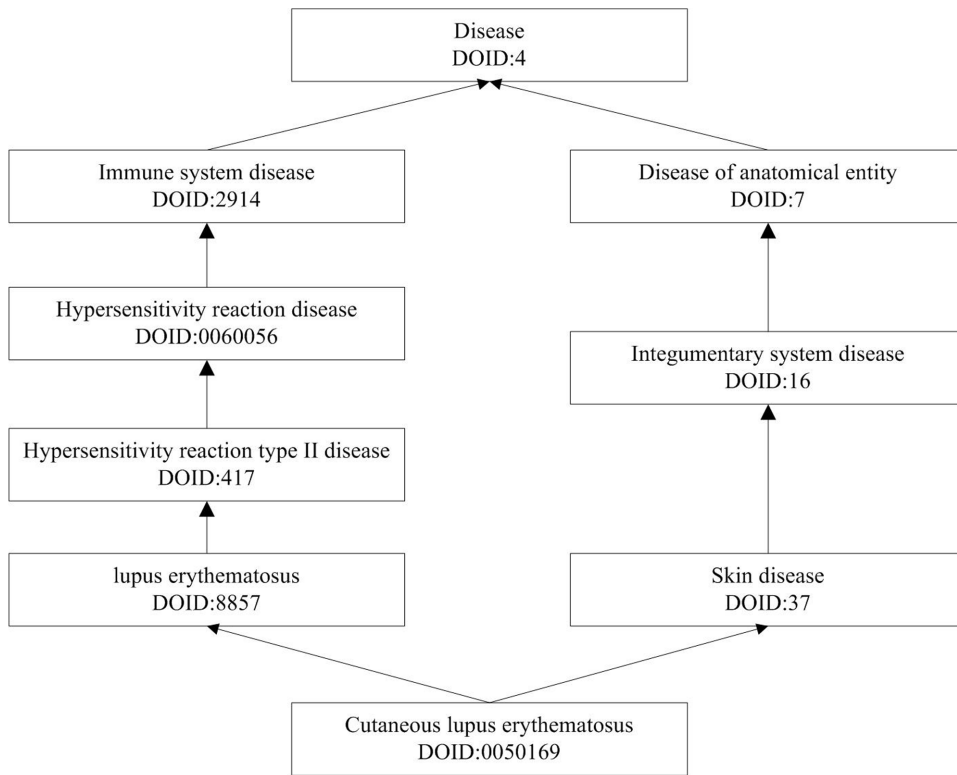 Disease
DOID:4
Immune system disease
DOID:2914
Disease of anatomical entity
DOID:7
Hypersensitivity reaction disease
DOID:0060056
Integumentary system disease
DOID:16
Hypersensitivity reaction type II disease
DOID:417
lupus erythematosus
DOID:8857
Skin disease
DOID:37
Cutaneous lupus erythematosus
DOID:0050169